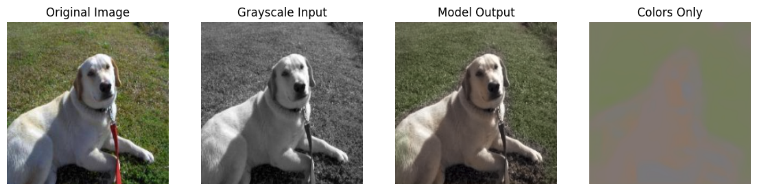 Original Image
Grayscale Input
Model Output
Colors Only